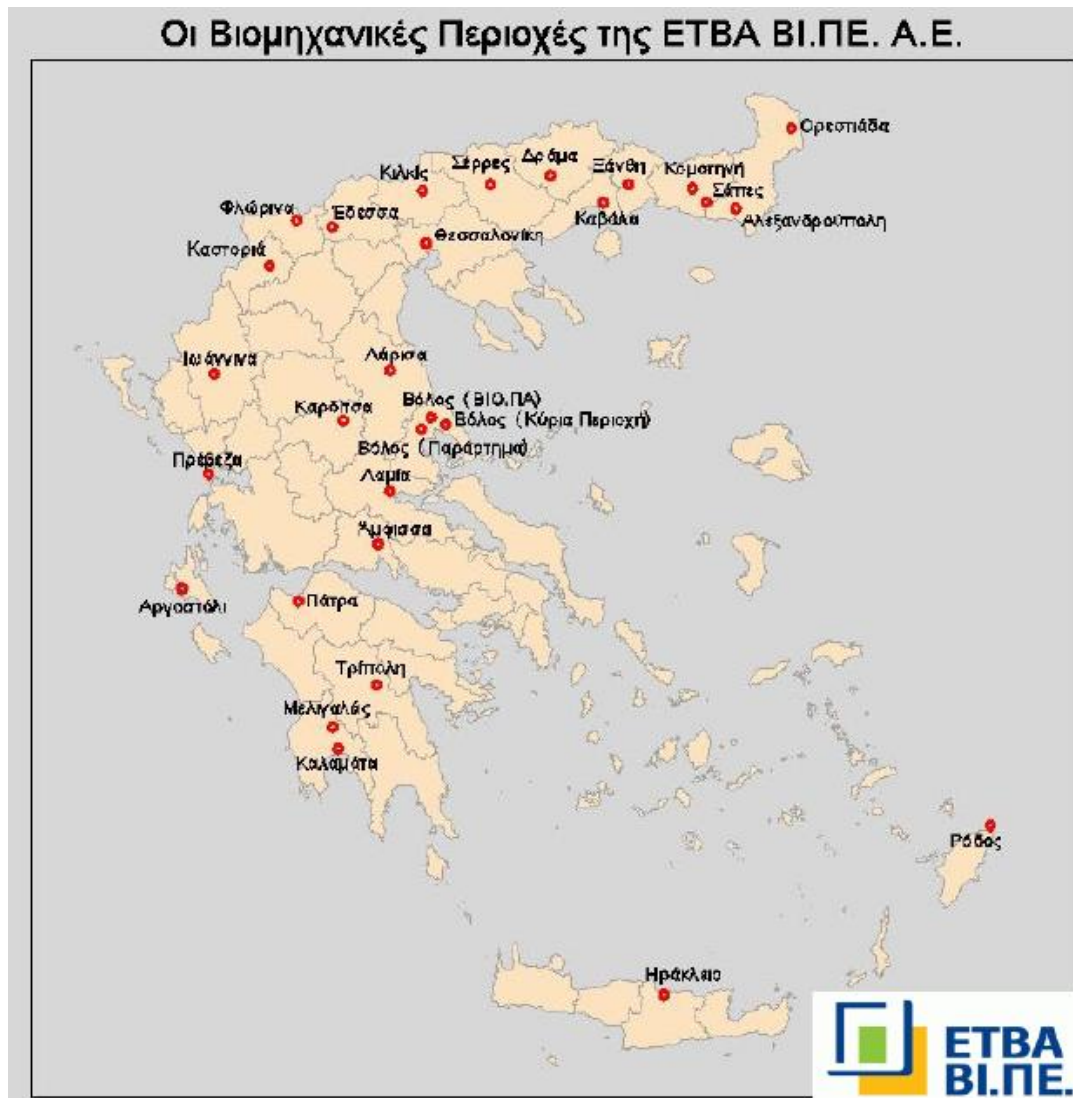 Οι Βιομηχανικές Περιοχές της ΕΤΒΑ ΒΙ.ΠΕ. Α.Ε.
Ορεστιάδα
Δράμα
Σέρρες
Ξάνθη
Κομοτηνή
Κιλκίς
Σάπες
Φλώρινα
Έδεσσα
Καβάλα
Αλεξανδρούπολη
Θεσσαλονίκη
Καστοριά
Ιωάννινα
Λάρισα
Βόλος (ΒΙΟ.ΠΑ)
Καρδίτσα
Βόλος (Κύρια Περιοχή)
Βόλος (Παράρτημα)
Πρέβεζα
Λαμία
Άμφισσα
Αργοστόλι
Πάτρα
Τρίπολη
Μελιγαλάς
Καλαμάτα
Ρόδος
Ηράκλειο
ΕΤΒΑ
ΒΙ.ΠΕ.